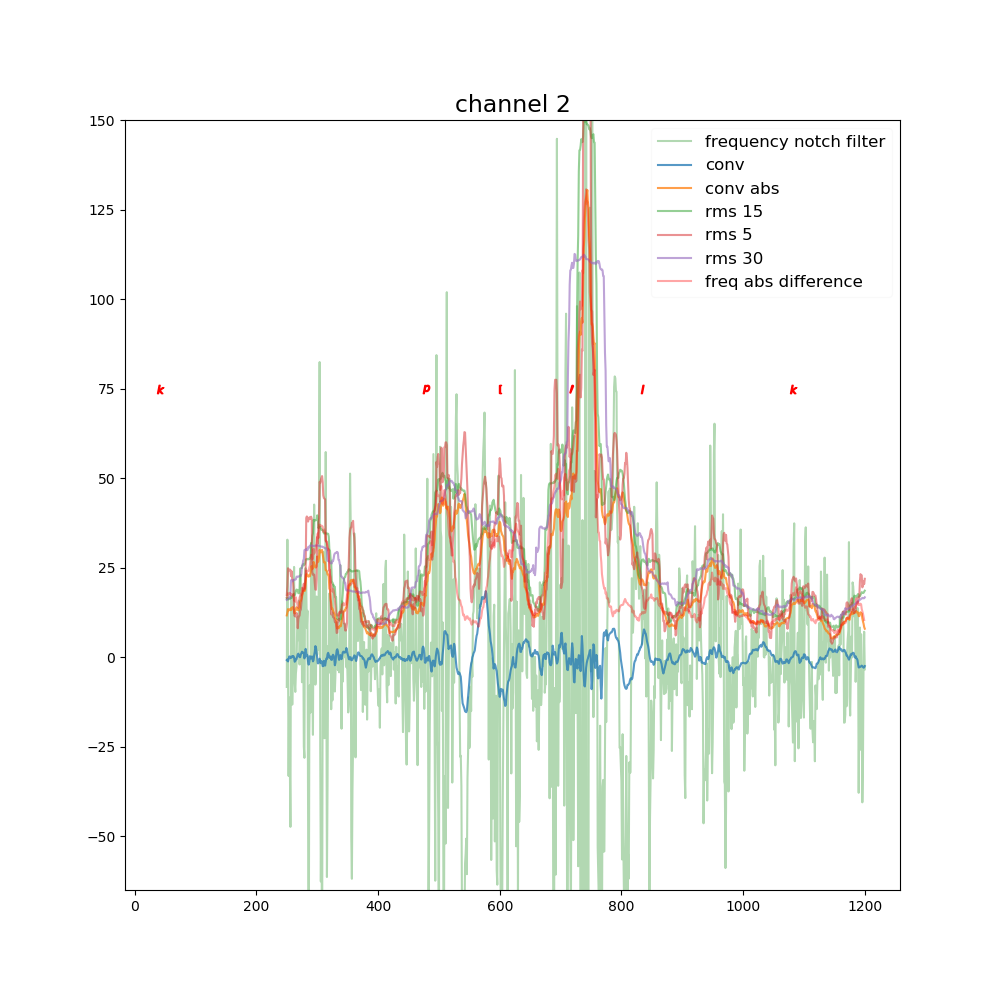 channel 2
150
125
100
75
50
25
0
−25
−50
frequency notch filter
conv
conv abs
rms 15
rms 5
rms 30
freq abs difference
k p l k
0 200 400 600 800 1000 1200